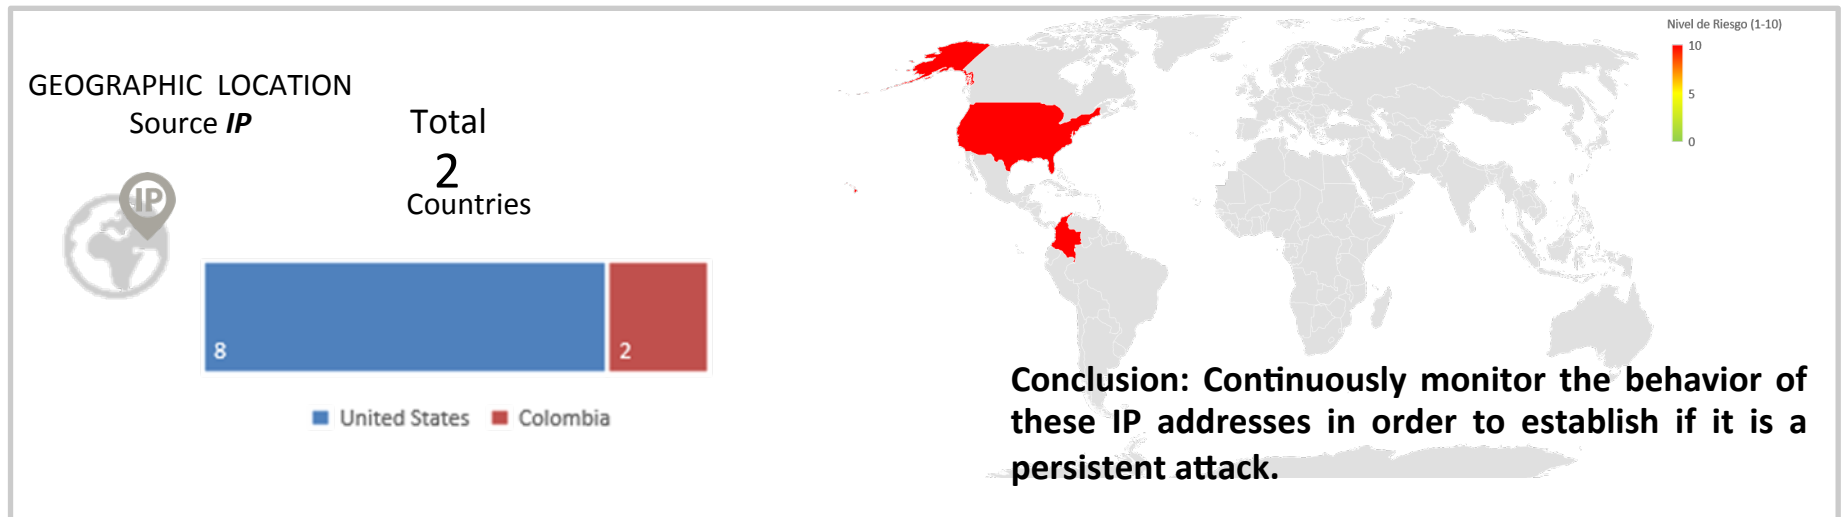 GEOGRAPHIC LOCATION
Source IP
Total
2
Countries
IP
8
2
United States
Colombia
Nivel de Riesgo (1-10)
10
5
0
Conclusion: Continuously monitor the behavior of
these IP addresses in order to establish if it is a
persistent attack.